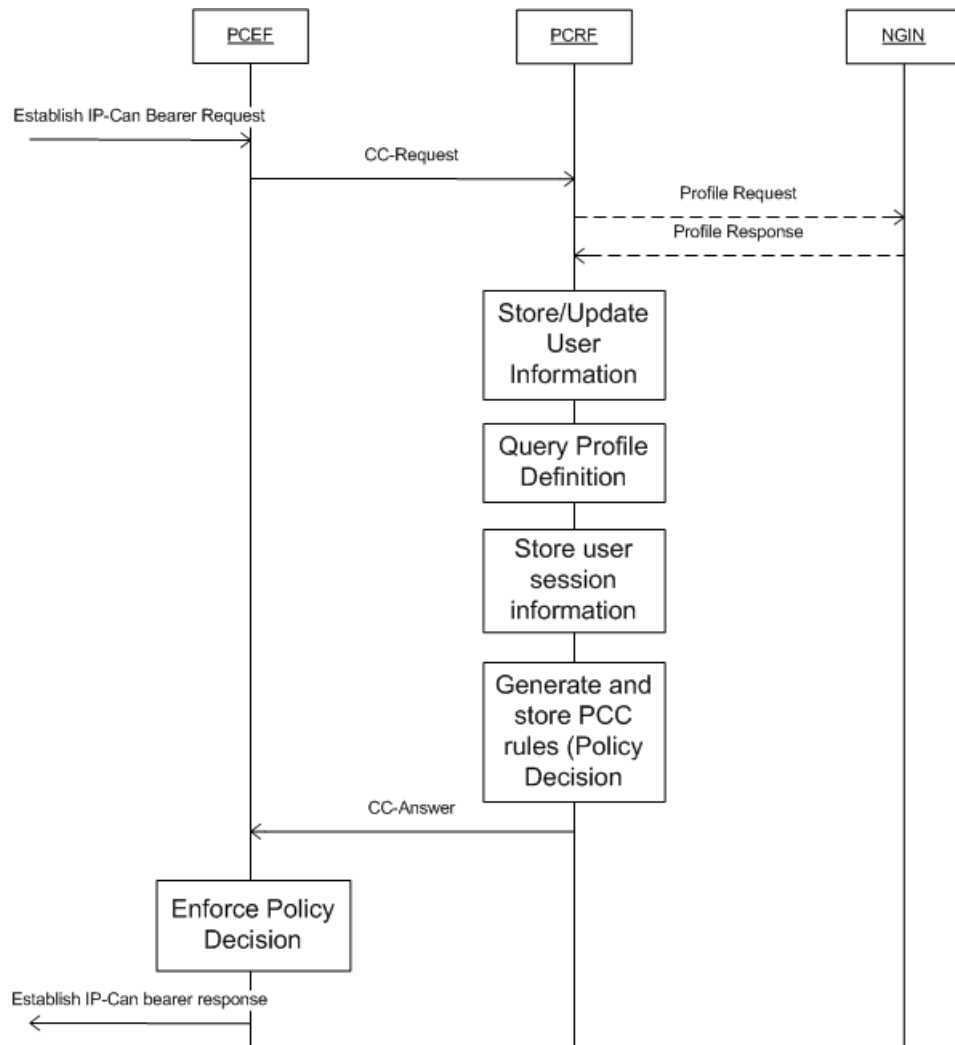 PCEF
PCRF
NGIN
Establish IP-Can Bearer Request
CC-Request
Profile Request
Profile Response
Store/Update
User
Information
Query Profile
Definition
Store user
session
information
Generate and
store PCC
rules (Policy
Decision
CC-Answer
Enforce Policy
Decision
Establish IP-Can bearer response